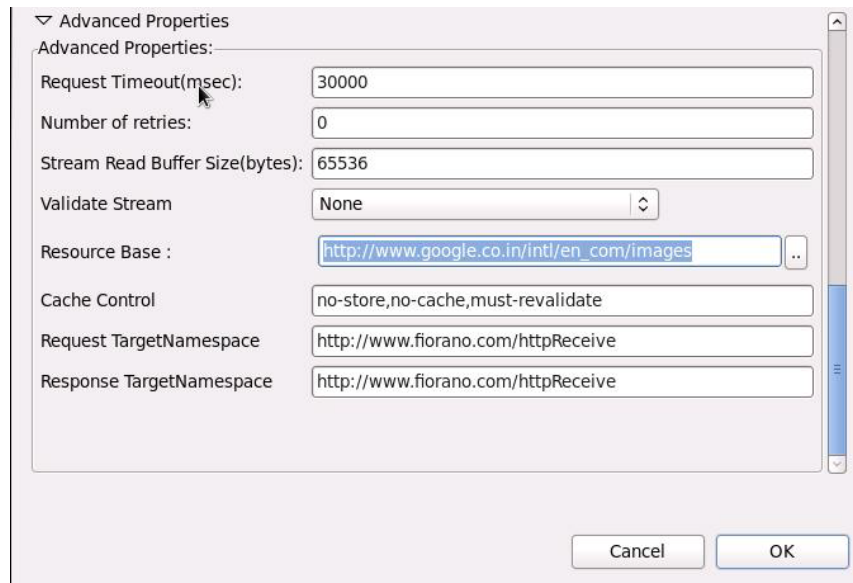 Advanced Properties
Advanced Properties:
Request Timeout(msec): 30000
Number of retries: 0
Stream Read Buffer Size(bytes): 65536
Validate Stream None
Resource Base : http://www.google.co.in/intl/en_com/images ..
Cache Control no-store,no-cache,must-revalidate
Request TargetNamespace http://www.fiorano.com/httpReceive
Response TargetNamespace http://www.fiorano.com/httpReceive
Cancel OK